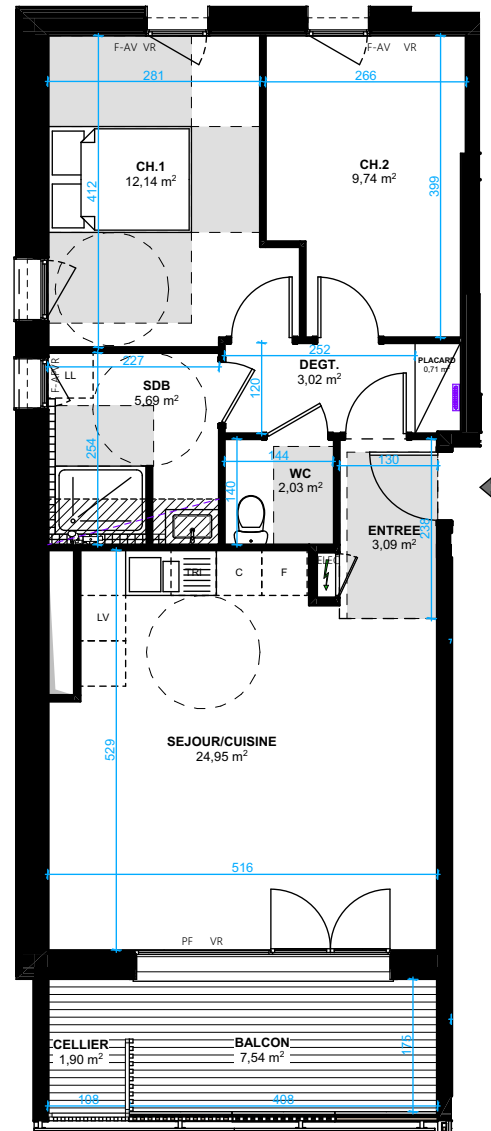 F-AV VR
F-AV VR
281
266
CH.1
12,14 m²
CH.2
9,74 m²
412
399
252
PLACARD
0,71 m²
F-AV VR
LL
227
SDB
5,69 m²
DEGT.
3,02 m²
120
254
144
WC
2,03 m²
140
130
ENTREE
3,09 m²
238
TRI
C
F
ELEC
LV
SEJOUR/CUISINE
24,95 m²
529
516
PF VR
CELLIER
1,90 m²
BALCON
7,54 m²
175
108
408